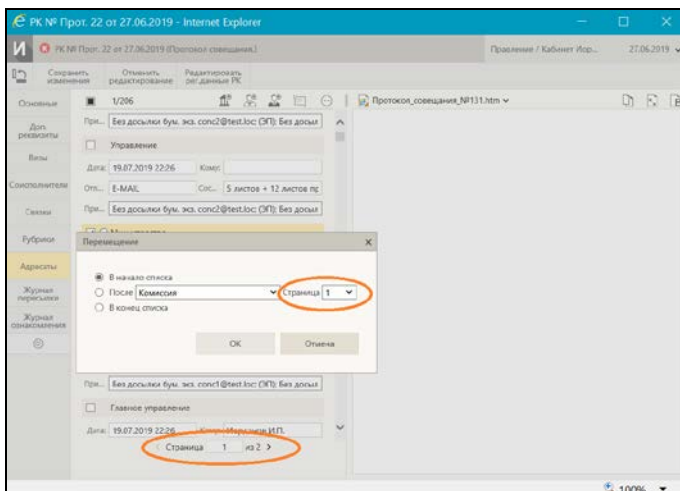 РК № Прот. 22 от 27.06.2019 - Internet Explorer
РК № Прот. 22 от 27.06.2019 (Протокол совещания.)
Правление / Кабинет Иор...
27.06.2019
Сохранить изменения
Отменить редактирование
Редактировать рег.данные РК
Основные
1/206
Протокол_совещания_№131.htm
Доп. реквизиты
При... Без досылки бум. экз. conc2@test.loc; (ЭП); Без досыл
Управление
Визы
Дата: 19.07.2019 22:26 Кому:
Соисполнители
Отп... E-MAIL Сос... 5 листов + 12 листов пр
Связки
При... Без досылки бум. экз. conc2@test.loc; (ЭП); Без досыл
Рубрики
Адресаты
Журнал пересылки
Журнал ознакомления
Перемещение
В начало списка
После Комиссия Страница 1
В конец списка
OK Отмена
При... Без досылки бум. экз. conc1@test.loc; (ЭП); Без досыл
Главное управление
Дата: 19.07.2019 22:26 И.П.
Страница 1 из 2
100%